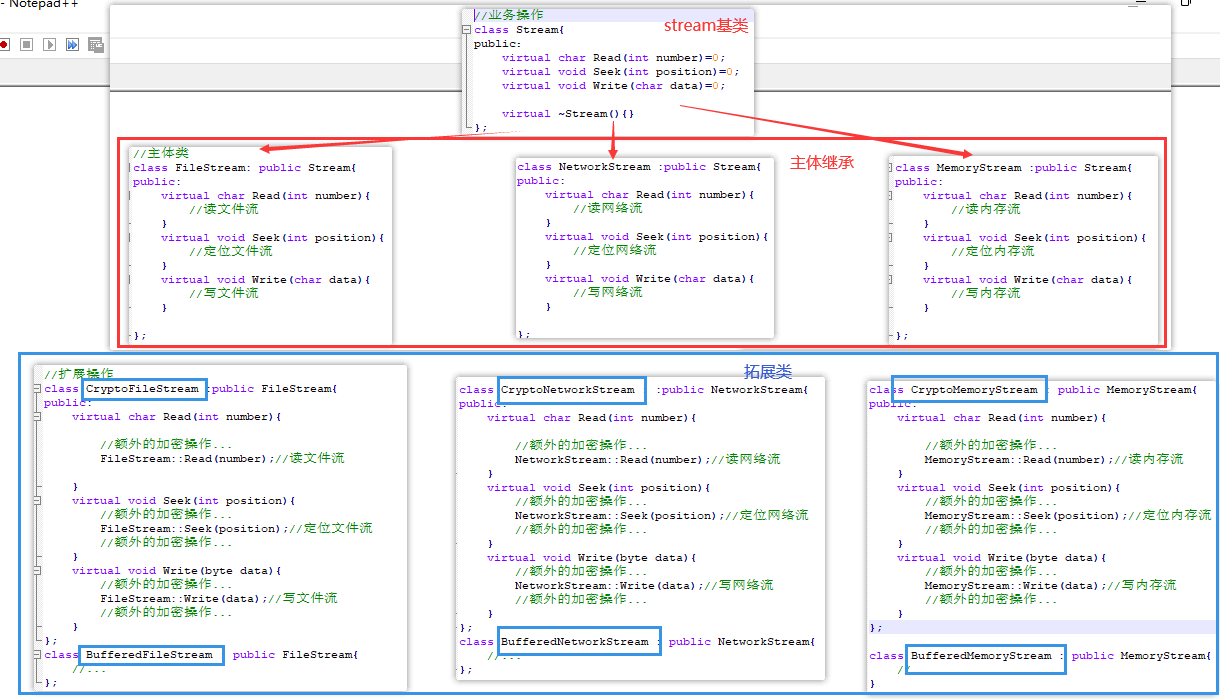 - Notepad++
//业务操作
class Stream{
public:
virtual char Read(int number)=0;
virtual void Seek(int position)=0;
virtual void Write(char data)=0;
virtual ~Stream(){}
};
stream基类
主体继承
//主体类
class FileStream: public Stream{
public:
virtual char Read(int number){
//读文件流
}
virtual void Seek(int position){
//定位文件流
}
virtual void Write(char data){
//写文件流
}
};
class NetworkStream :public Stream{
public:
virtual char Read(int number){
//读网络流
}
virtual void Seek(int position){
//定位网络流
}
virtual void Write(char data){
//写网络流
}
};
class MemoryStream :public Stream{
public:
virtual char Read(int number){
//读内存流
}
virtual void Seek(int position){
//定位内存流
}
virtual void Write(char data){
//写内存流
}
};
拓展类
//扩展操作
class CryptoFileStream :public FileStream{
public:
virtual char Read(int number){
//额外的加密操作...
FileStream::Read(number);//读文件流
}
virtual void Seek(int position){
//额外的加密操作...
FileStream::Seek(position);//定位文件流
//额外的加密操作...
}
virtual void Write(byte data){
//额外的加密操作...
FileStream::Write(data);//写文件流
//额外的加密操作...
}
};
class BufferedFileStream : public FileStream{
//...
};
class CryptoNetworkStream :public NetworkStream{
public:
virtual char Read(int number){
//额外的加密操作...
NetworkStream::Read(number);//读网络流
}
virtual void Seek(int position){
//额外的加密操作...
NetworkStream::Seek(position);//定位网络流
//额外的加密操作...
}
virtual void Write(byte data){
//额外的加密操作...
NetworkStream::Write(data);//写网络流
//额外的加密操作...
}
};
class BufferedNetworkStream : public NetworkStream{
//...
};
class CryptoMemoryStream : public MemoryStream{
public:
virtual char Read(int number){
//额外的加密操作...
MemoryStream::Read(number);//读内存流
}
virtual void Seek(int position){
//额外的加密操作...
MemoryStream::Seek(position);//定位内存流
//额外的加密操作...
}
virtual void Write(byte data){
//额外的加密操作...
MemoryStream::Write(data);//写内存流
//额外的加密操作...
}
};
class BufferedMemoryStream : public MemoryStream{
//
}